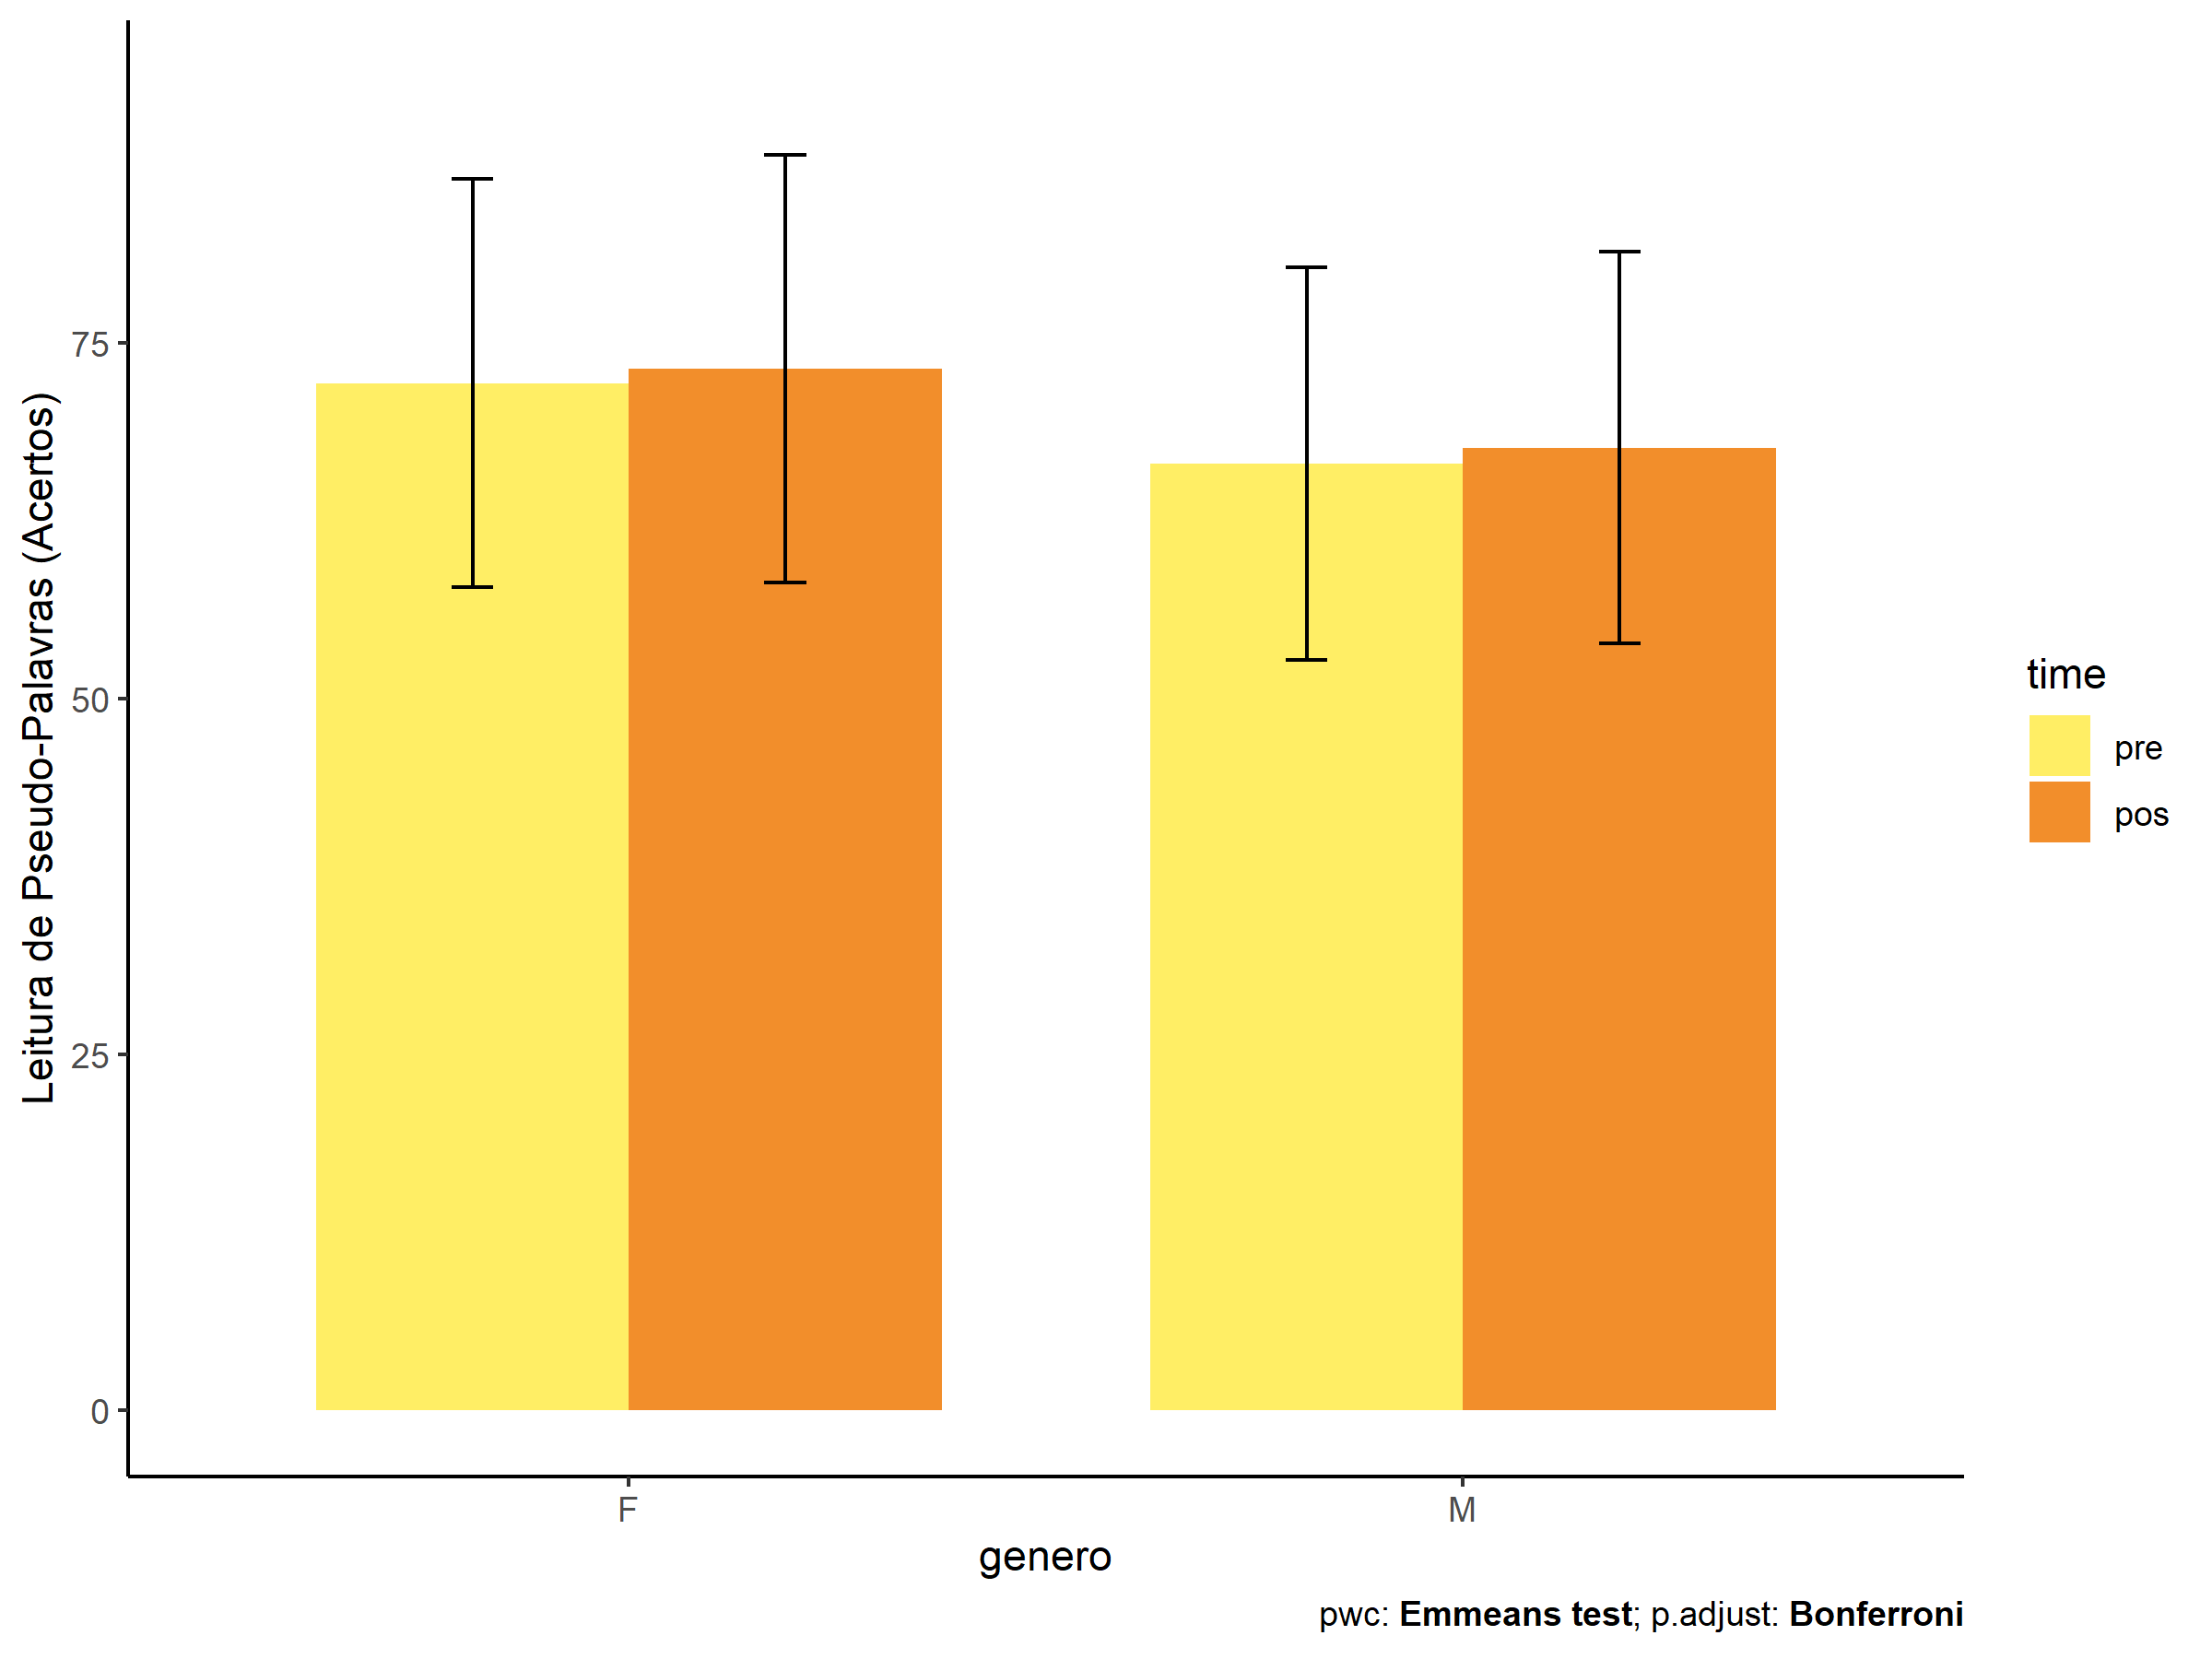 Leitura de Pseudo-Palavras (Acertos)
75
50
25
0
F
M
genero
time
pre
pos
pwc: Emmeans test; p.adjust: Bonferroni